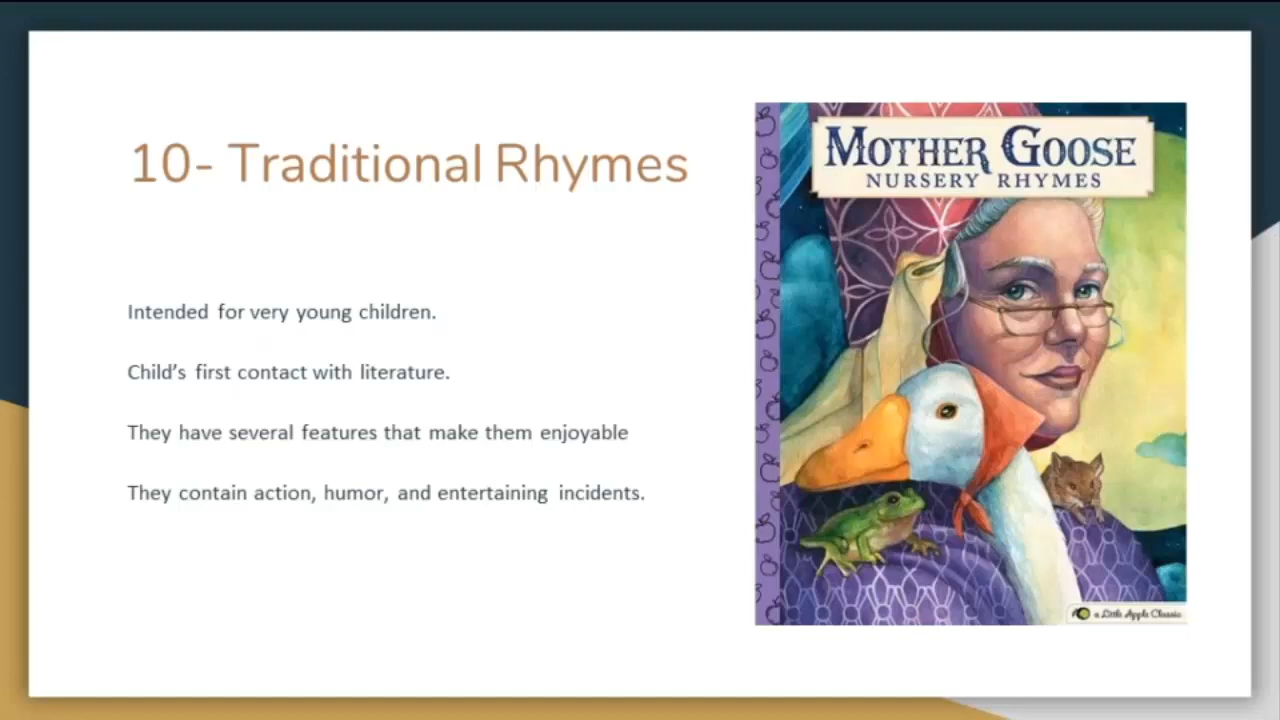 10- Traditional Rhymes
Intended for very young children.
Child's first contact with literature.
They have several features that make them enjoyable
They contain action, humor, and entertaining incidents.
MOTHER GOOSE
NURSERY RHYMES
a Little Apple Classic